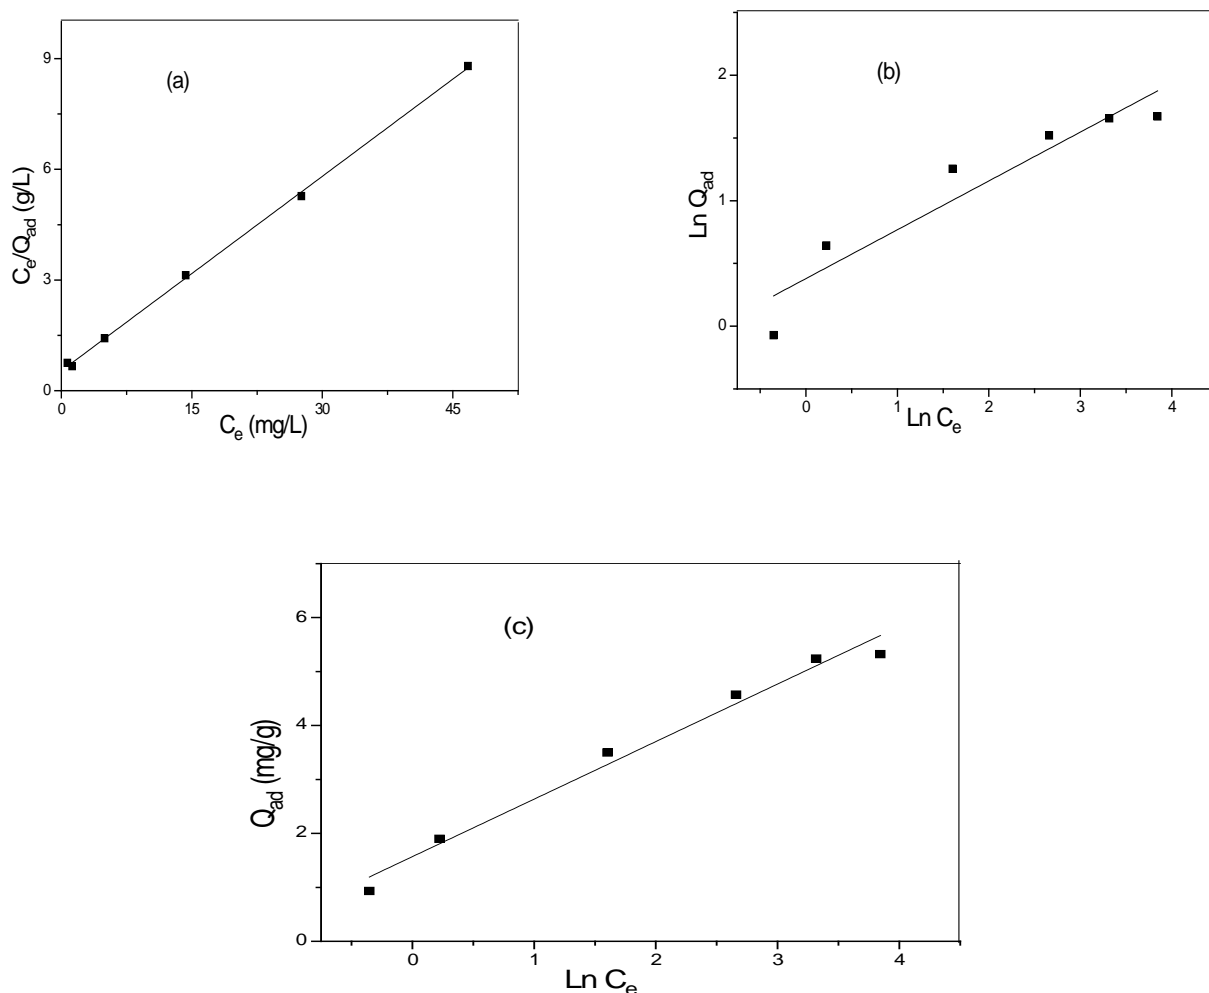 (a)
9
6
3
0
C_e/Q_ad (g/L)
0 15 30 45
C_e (mg/L)
(b)
2
1
0
Ln Q_ad
0 1 2 3 4
Ln C_e
(c)
6
4
2
0
Q_ad (mg/g)
0 1 2 3 4
Ln C_e